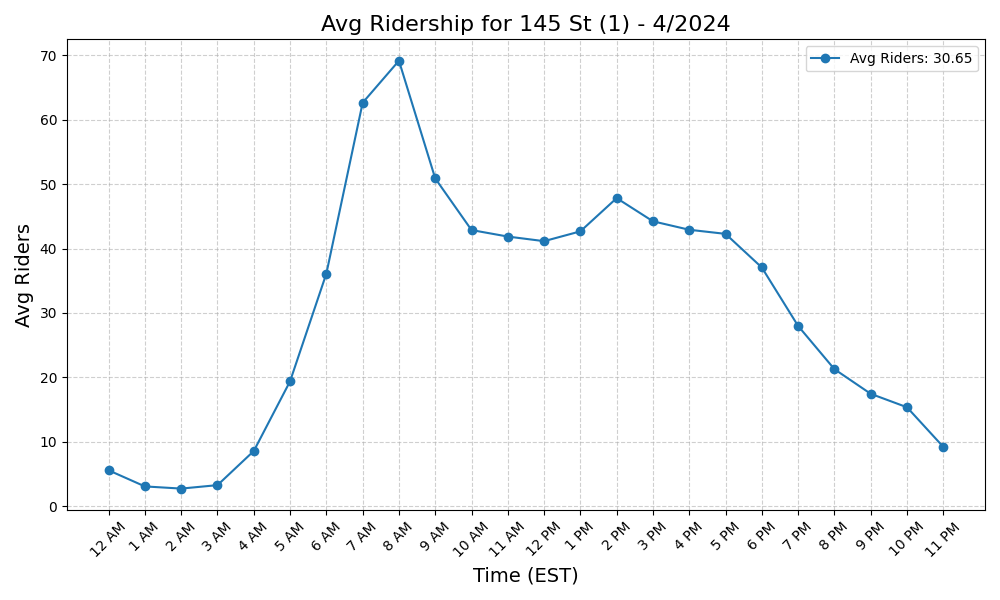 Avg Ridership for 145 St (1) - 4/2024
Avg Riders: 30.65
Avg Riders
70
60
50
40
30
20
10
0
12 AM
1 AM
2 AM
3 AM
4 AM
5 AM
6 AM
7 AM
8 AM
9 AM
10 AM
11 AM
12 PM
1 PM
2 PM
3 PM
4 PM
5 PM
6 PM
7 PM
8 PM
9 PM
10 PM
11 PM
Time (EST)